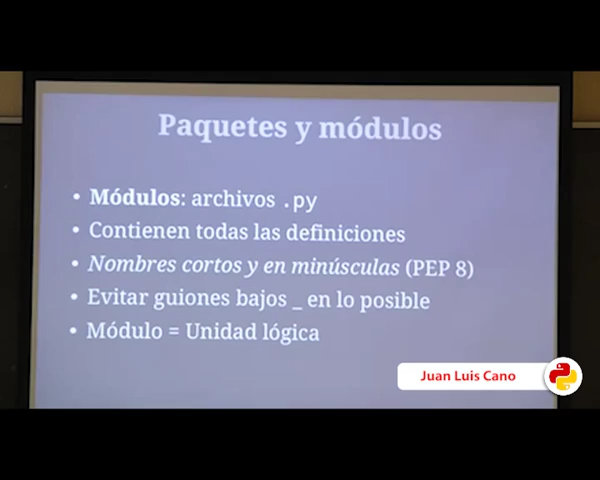 Paquetes y módulos
• Módulos: archivos .py
• Contienen todas las definiciones
• Nombres cortos y en minúsculas (PEP 8)
• Evitar guiones bajos _ en lo posible
• Módulo = Unidad lógica
Juan Luis Cano